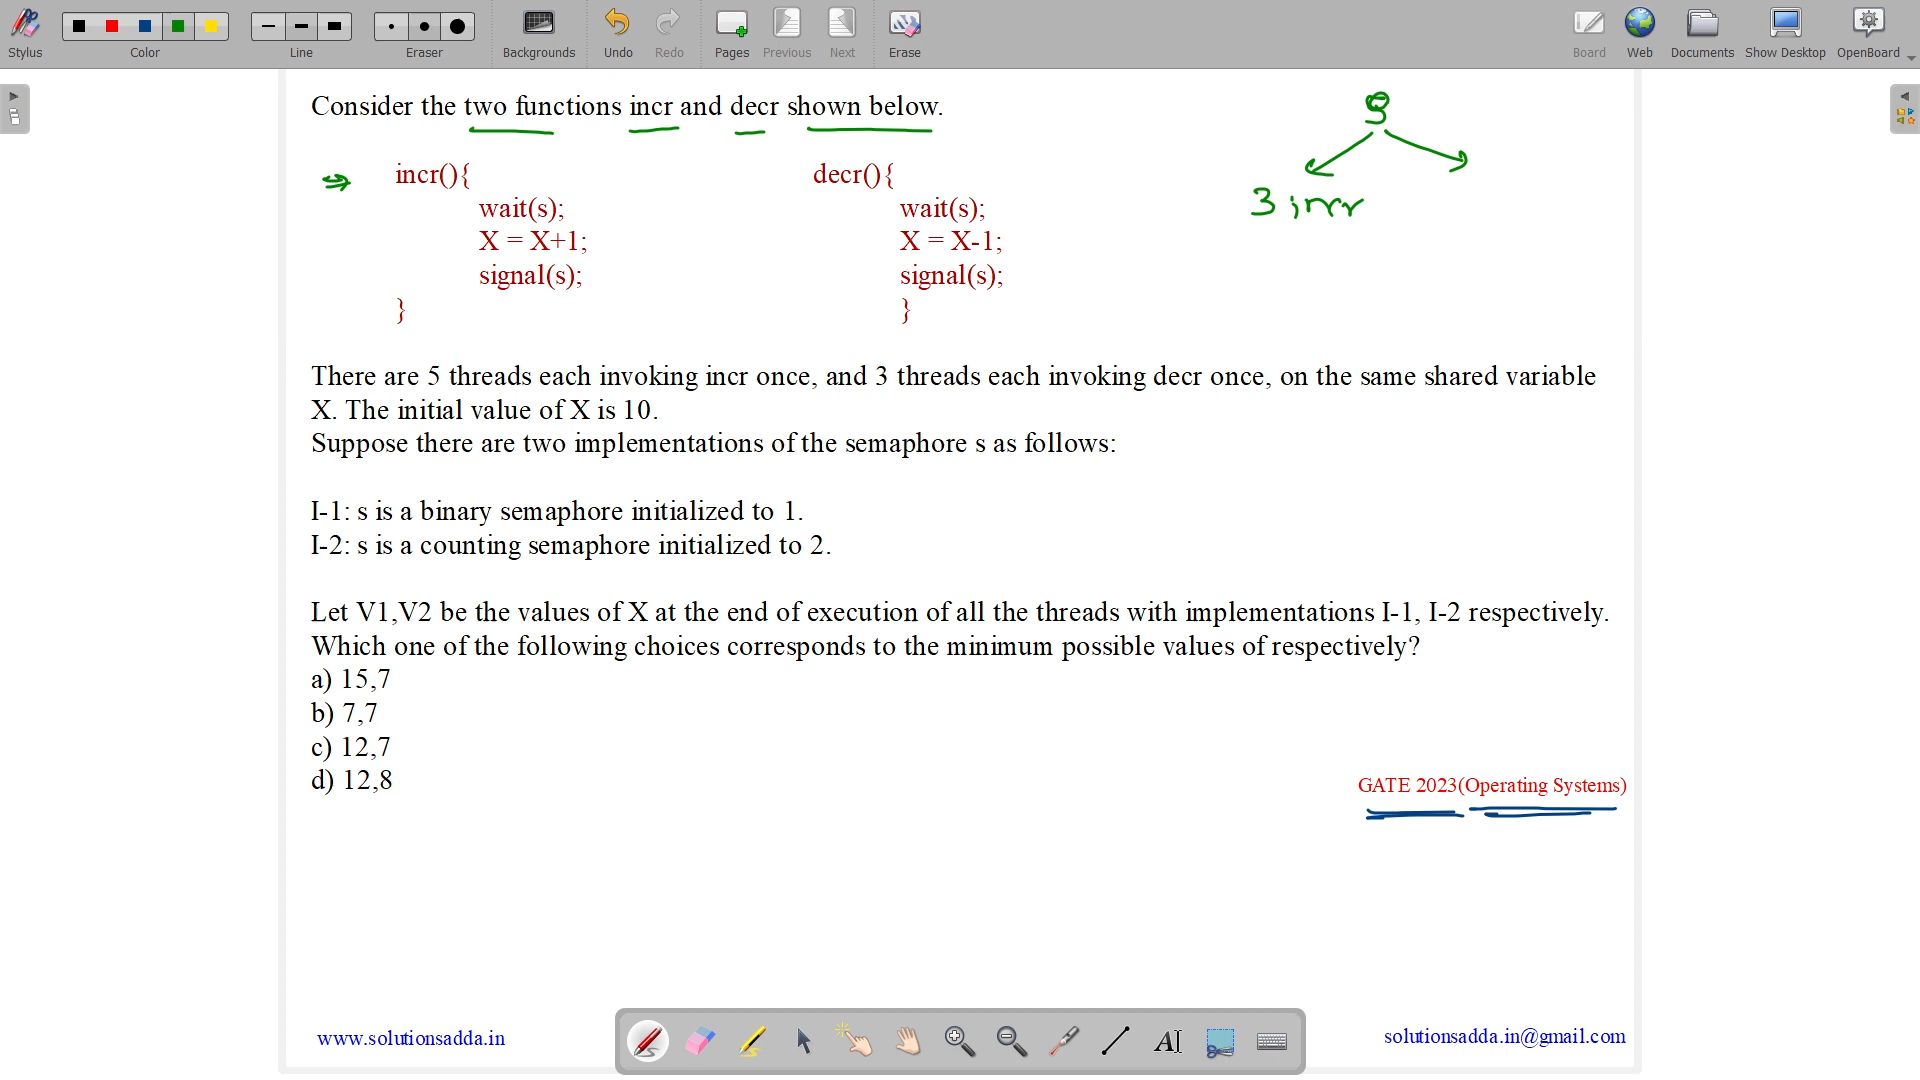 Stylus
Color
Line
Eraser
Backgrounds
Undo
Redo
Pages
Previous
Next
Erase
Board
Web
Documents
Show Desktop
OpenBoard
Consider the two functions incr and decr shown below.
incr(){
wait(s);
X = X+1;
signal(s);
}
decr(){
wait(s);
X = X-1;
signal(s);
}
3 incr
There are 5 threads each invoking incr once, and 3 threads each invoking decr once, on the same shared variable
X. The initial value of X is 10.
Suppose there are two implementations of the semaphore s as follows:
I-1: s is a binary semaphore initialized to 1.
I-2: s is a counting semaphore initialized to 2.
Let V1,V2 be the values of X at the end of execution of all the threads with implementations I-1, I-2 respectively.
Which one of the following choices corresponds to the minimum possible values of respectively?
a) 15,7
b) 7,7
c) 12,7
d) 12,8
GATE 2023(Operating Systems)
www.solutionsadda.in
solutionsadda.in@gmail.com